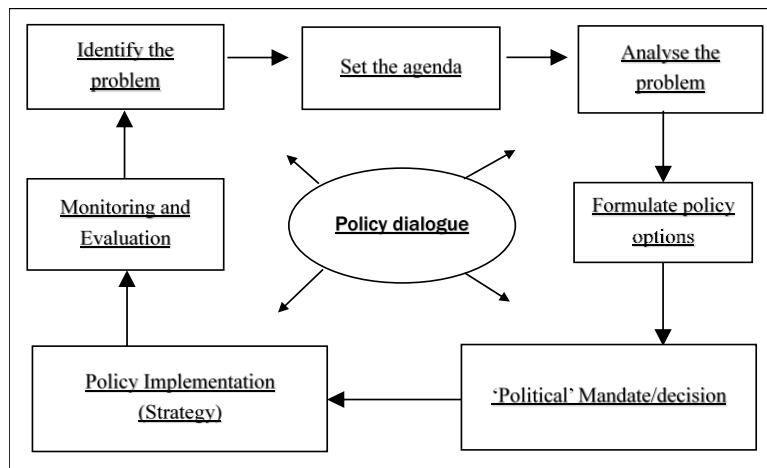 Identify the
problem
Set the agenda
Analyse the
problem
Monitoring and
Evaluation
Policy dialogue
Formulate policy
options
Policy Implementation
(Strategy)
‘Political’ Mandate/decision